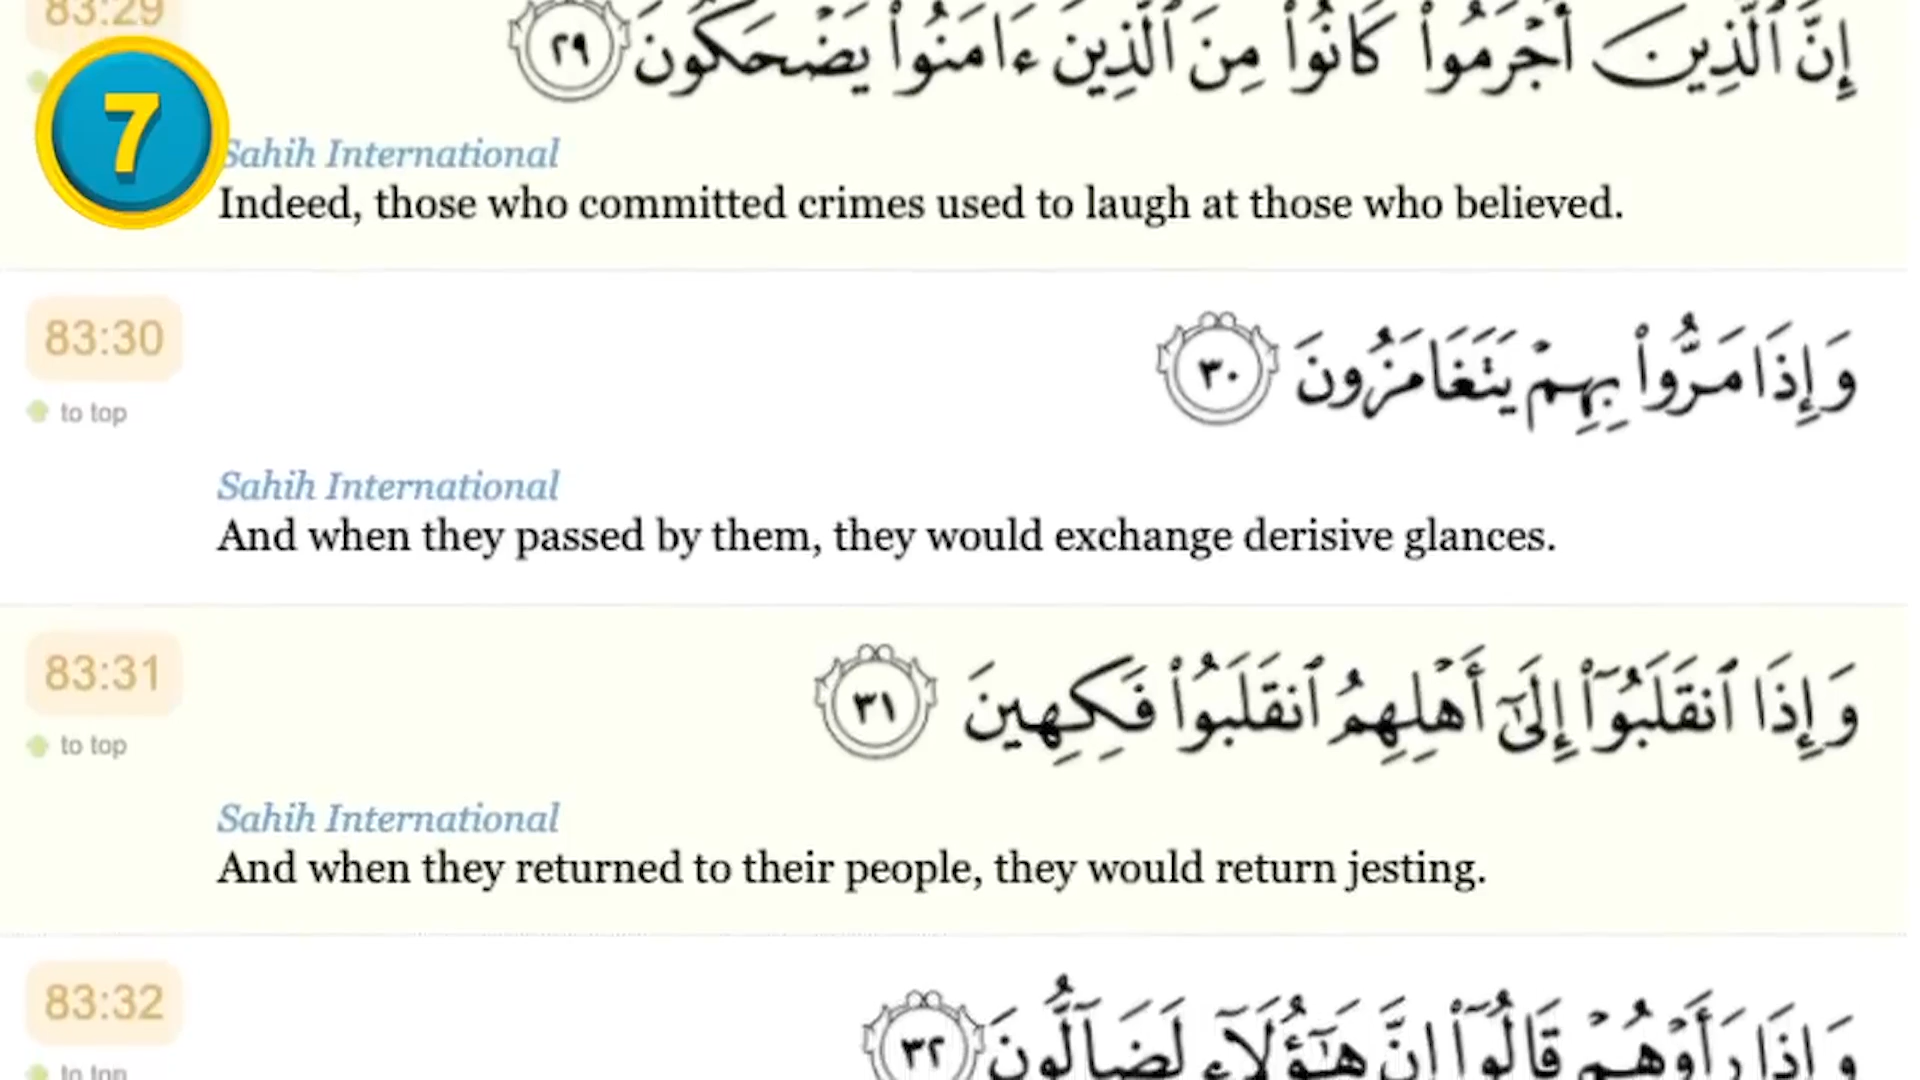 83:29
إِنَّ ٱلَّذِينَ أَجْرَمُوا۟ كَانُوا۟ مِنَ ٱلَّذِينَ ءَامَنُوا۟ يَضْحَكُونَ ٢٩
7
Sahih International
Indeed, those who committed crimes used to laugh at those who believed.
83:30
وَإِذَا مَرُّوا۟ بِهِمْ يَتَغَامَزُونَ ٣٠
to top
Sahih International
And when they passed by them, they would exchange derisive glances.
83:31
وَإِذَا ٱنقَلَبُوٓا۟ إِلَىٰٓ أَهْلِهِمُ ٱنقَلَبُوا۟ فَكِهِينَ ٣١
to top
Sahih International
And when they returned to their people, they would return jesting.
83:32
وَإِذَا رَأَوْهُمْ قَالُوٓا۟ إِنَّ هَٰٓؤُلَآءِ لَضَآلُّونَ ٣٢
to top